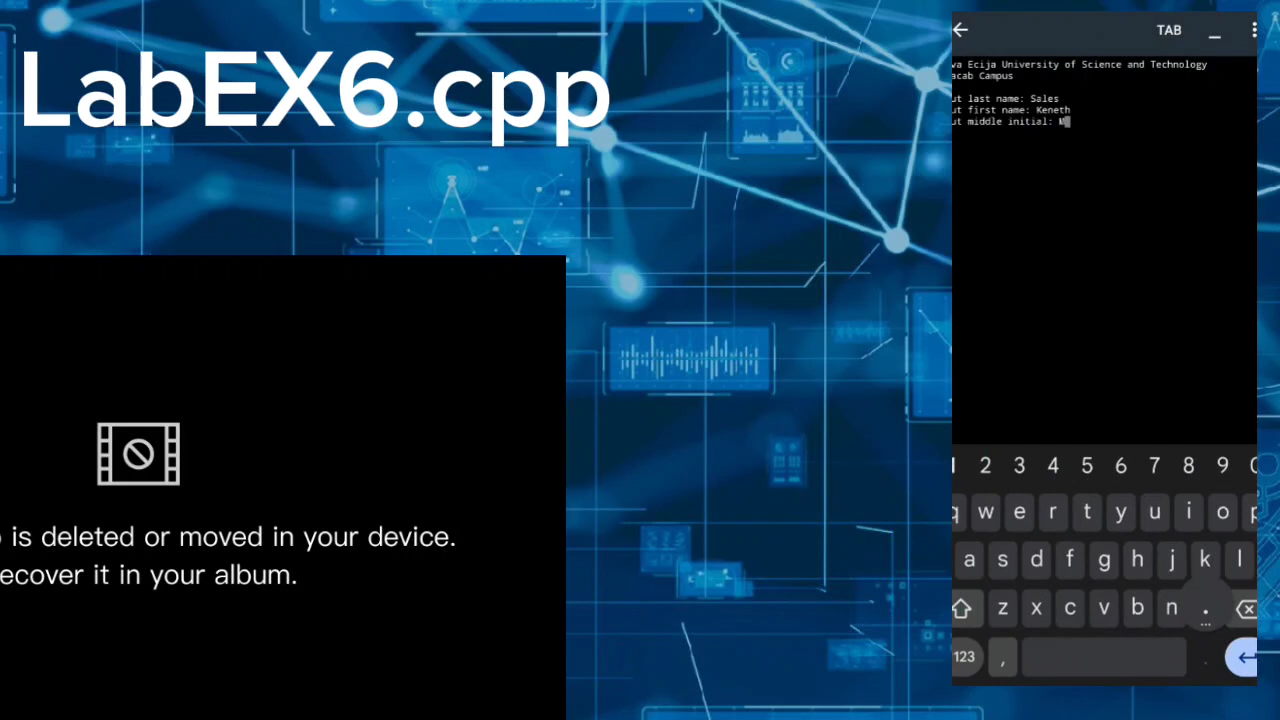 LabEX6.cpp
is deleted or moved in your device.
ecover it in your album.
TAB
va Ecija University of Science and Technology
acab Campus
ut last name: Sales
ut first name: Keneth
ut middle initial: M
1 2 3 4 5 6 7 8 9 0
q w e r t y u i o p
a s d f g h j k l
z x c v b n .
123 , .